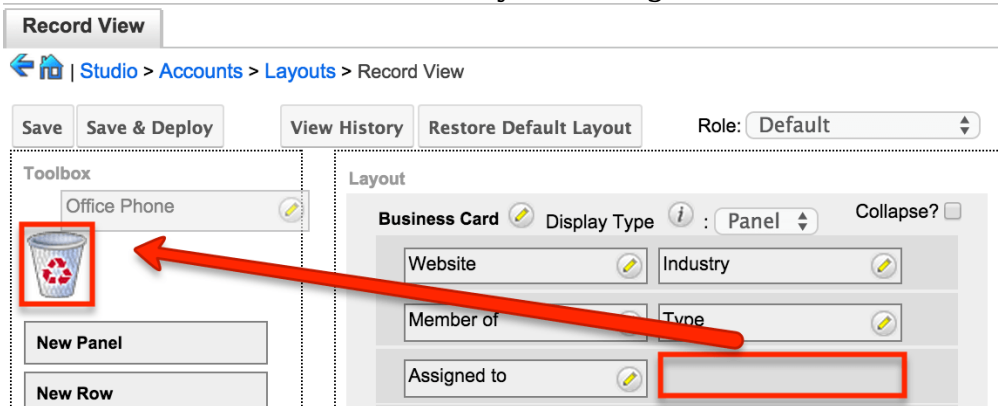 Record View
| Studio > Accounts > Layouts > Record View
Save Save & Deploy View History Restore Default Layout Role: Default
Toolbox
Layout
Office Phone
Business Card Display Type i : Panel Collapse?
Website Industry
Member of Type
New Panel
Assigned to
New Row